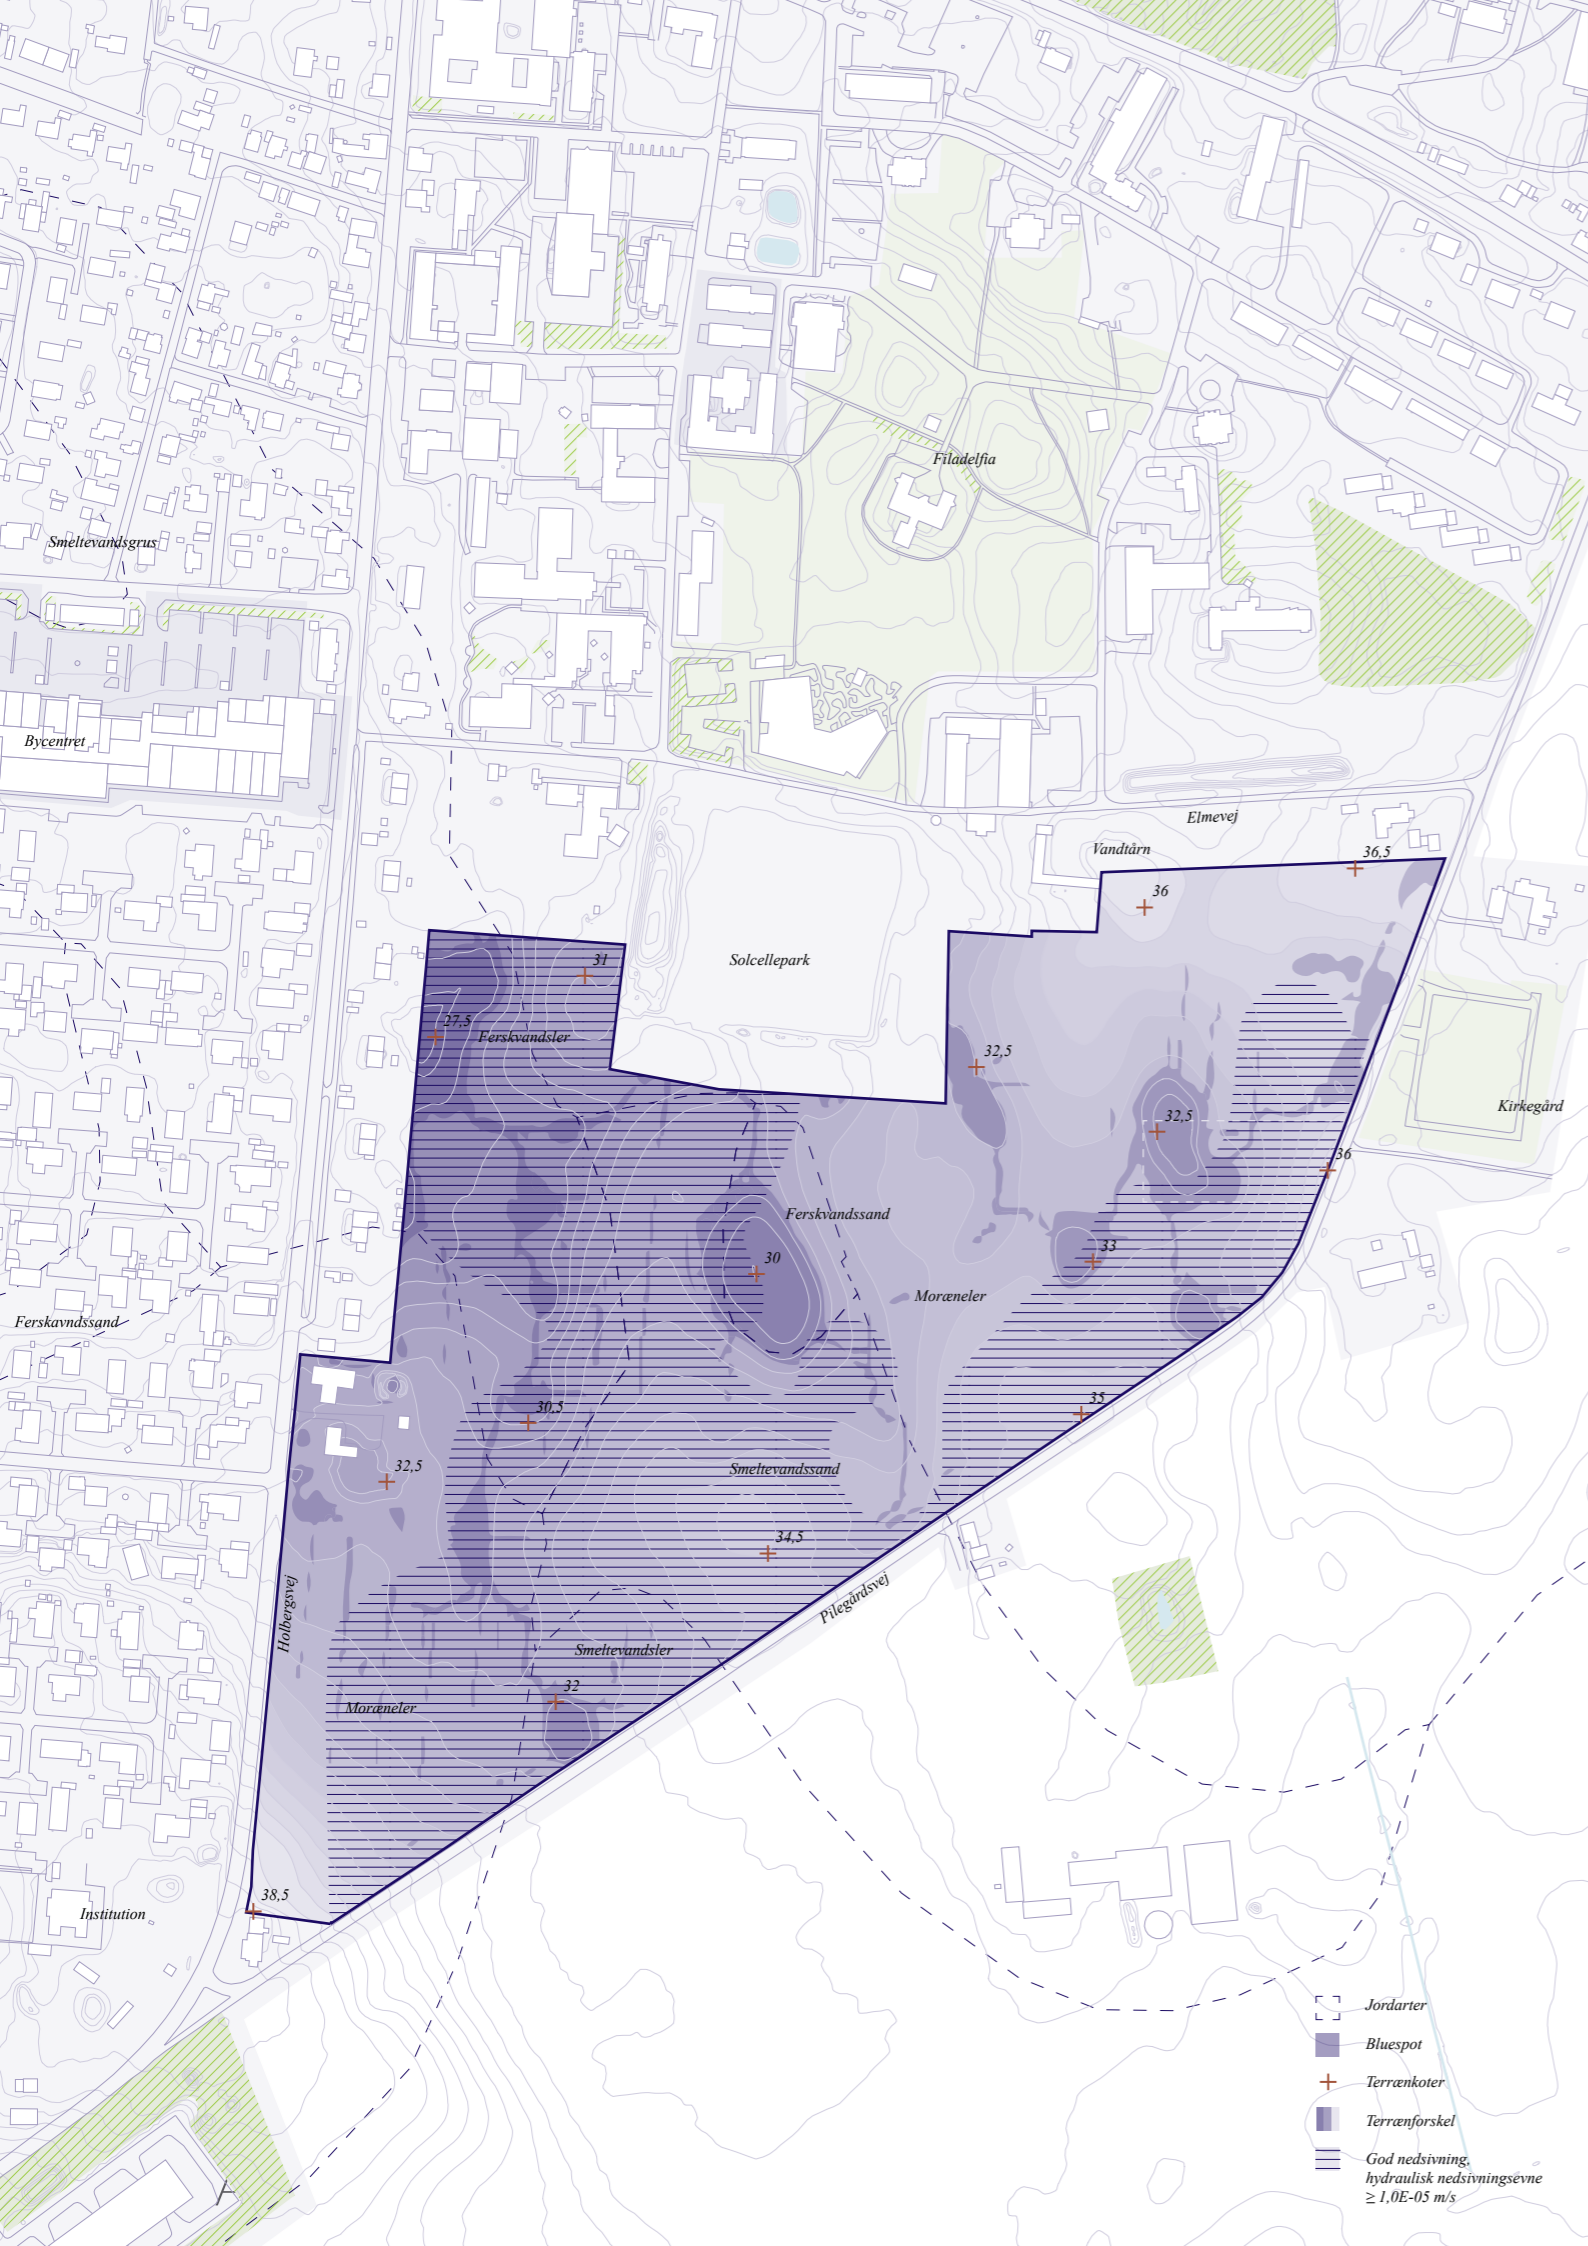 Filadelfia
Smeltevandsgrus
Bycentret
Elmevej
Vandtårn
36,5
36
Solcellepark
31
27,5
Ferskvandsler
32,5
32,5
Kirkegård
36
Ferskvandssand
33
30
Moræneler
Ferskavndssand
35
30,5
32,5
Smeltevandssand
34,5
Holbergsvej
Pilegårdsvej
Smeltevandsler
32
Moræneler
38,5
Institution
Jordarter
Bluespot
Terrænkoter
Terrænforskel
God nedsivning,
hydraulisk nedsivningsevne
≥ 1,0E-05 m/s